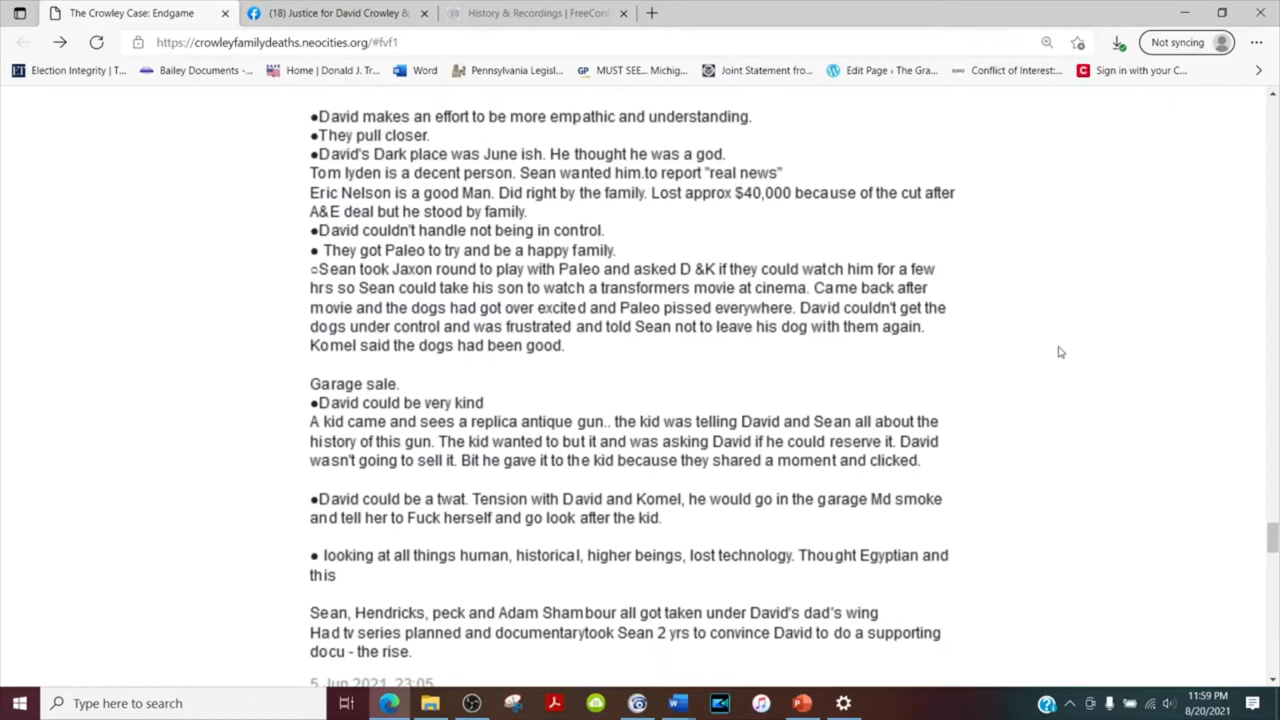 The Crowley Case: Endgame
(18) Justice for David Crowley &
History & Recordings | FreeConf
https://crowleyfamilydeaths.neocities.org/#fvf1
Not syncing
Election Integrity | T...
Bailey Documents -...
Home | Donald J. Tr...
Word
Pennsylvania Legisl...
MUST SEE... Michig...
Joint Statement fro...
Edit Page ‹ The Gra...
Conflict of Interest:...
Sign in with your C...
●David makes an effort to be more empathic and understanding.
●They pull closer.
●David's Dark place was June ish. He thought he was a god.
Tom lyden is a decent person. Sean wanted him.to report "real news"
Eric Nelson is a good Man. Did right by the family. Lost approx $40,000 because of the cut after
A&E deal but he stood by family.
●David couldn't handle not being in control.
● They got Paleo to try and be a happy family.
○Sean took Jaxon round to play with Paleo and asked D &K if they could watch him for a few
hrs so Sean could take his son to watch a transformers movie at cinema. Came back after
movie and the dogs had got over excited and Paleo pissed everywhere. David couldn't get the
dogs under control and was frustrated and told Sean not to leave his dog with them again.
Komel said the dogs had been good.
Garage sale.
●David could be very kind
A kid came and sees a replica antique gun.. the kid was telling David and Sean all about the
history of this gun. The kid wanted to but it and was asking David if he could reserve it. David
wasn't going to sell it. Bit he gave it to the kid because they shared a moment and clicked.
●David could be a twat. Tension with David and Komel, he would go in the garage Md smoke
and tell her to Fuck herself and go look after the kid.
● looking at all things human, historical, higher beings, lost technology. Thought Egyptian and
this
Sean, Hendricks, peck and Adam Shambour all got taken under David's dad's wing
Had tv series planned and documentarytook Sean 2 yrs to convince David to do a supporting
docu - the rise.
5 Jun 2021, 23:05
Type here to search
11:59 PM
8/20/2021